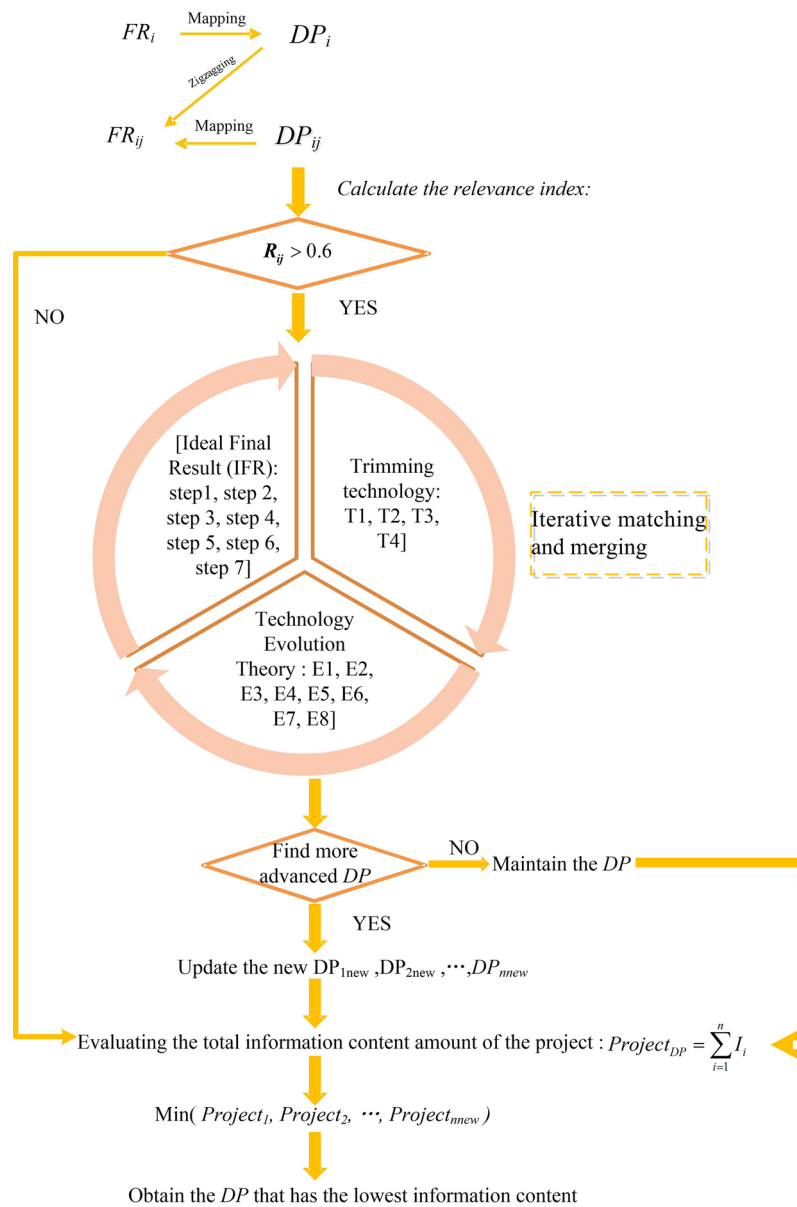 Mapping
FRi
DPi
Zigzagging
Mapping
FRij
DPij
Calculate the relevance index:
Rij > 0.6
NO
YES
[Ideal Final
Result (IFR):
step1, step 2,
step 3, step 4,
step 5, step 6,
step 7]
Trimming
technology:
T1, T2, T3,
T4]
Iterative matching
and merging
Technology
Evolution
Theory : E1, E2,
E3, E4, E5, E6,
E7, E8]
Find more
advanced DP
NO
Maintain the DP
YES
Update the new DP1new ,DP2new ,⋯,DPnnew
Evaluating the total information content amount of the project : ProjectDP = ∑ni=1 Ii
Min( Project1, Project2, ⋯, Projectnnew )
Obtain the DP that has the lowest information content